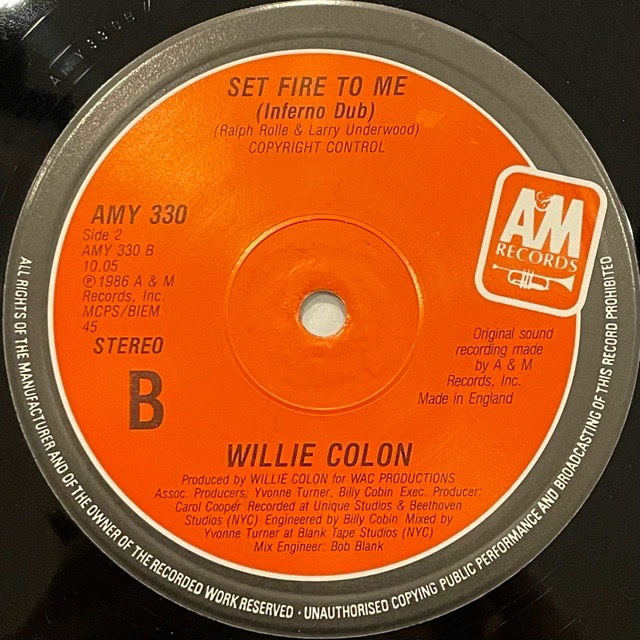 AMY 330 B
SET FIRE TO ME
(Inferno Dub)
(Ralph Rolle & Larry Underwood)
COPYRIGHT CONTROL
AMY 330
Side 2
AMY 330 B
10.05
℗ 1986 A & M
Records, Inc.
MCPS/BIEM
45
STEREO
B
A&M
RECORDS
Original sound
recording made
by A & M
Records, Inc.
Made in England
WILLIE COLON
Produced by WILLIE COLON for WAC PRODUCTIONS
Assoc. Producers: Yvonne Turner, Billy Cobin Exec. Producer:
Carol Cooper Recorded at Unique Studios & Beethoven
Studios (NYC) Engineered by Billy Cobin Mixed by
Yvonne Turner at Blank Tape Studios (NYC)
Mix Engineer: Bob Blank
ALL RIGHTS OF THE MANUFACTURER AND OF THE OWNER OF THE RECORDED WORK RESERVED · UNAUTHORISED COPYING PUBLIC PERFORMANCE AND BROADCASTING OF THIS RECORD PROHIBITED